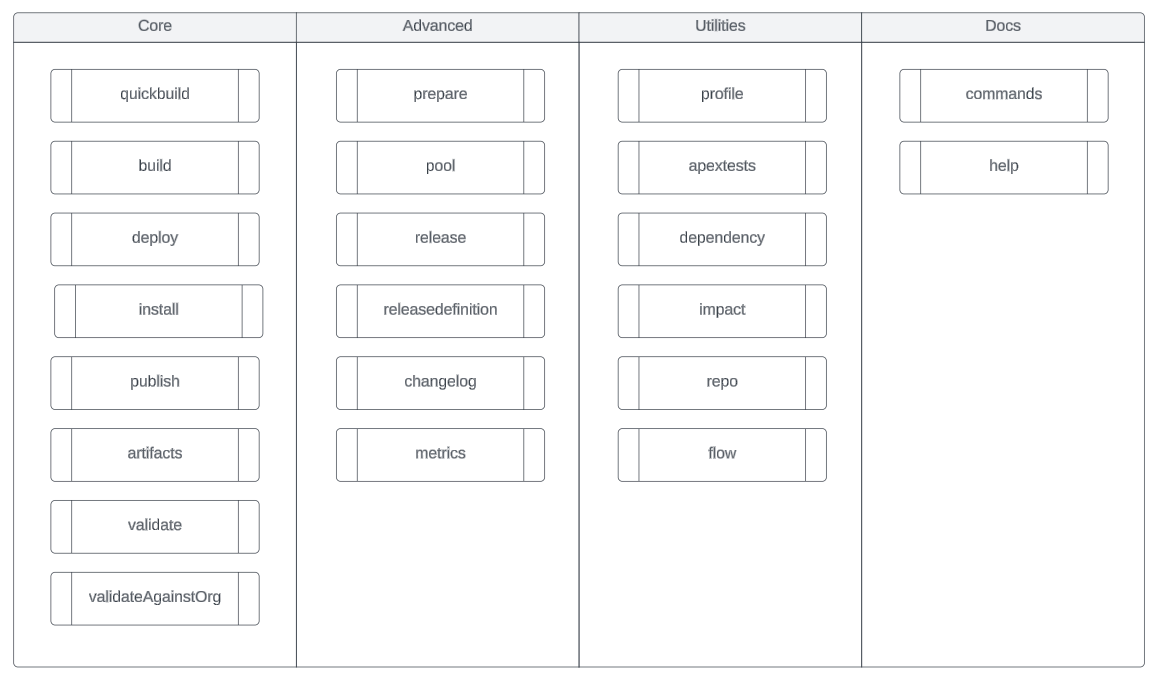 Core
Advanced
Utilities
Docs
quickbuild
build
deploy
install
publish
artifacts
validate
validateAgainstOrg
prepare
pool
release
releasedefinition
changelog
metrics
profile
apextests
dependency
impact
repo
flow
commands
help